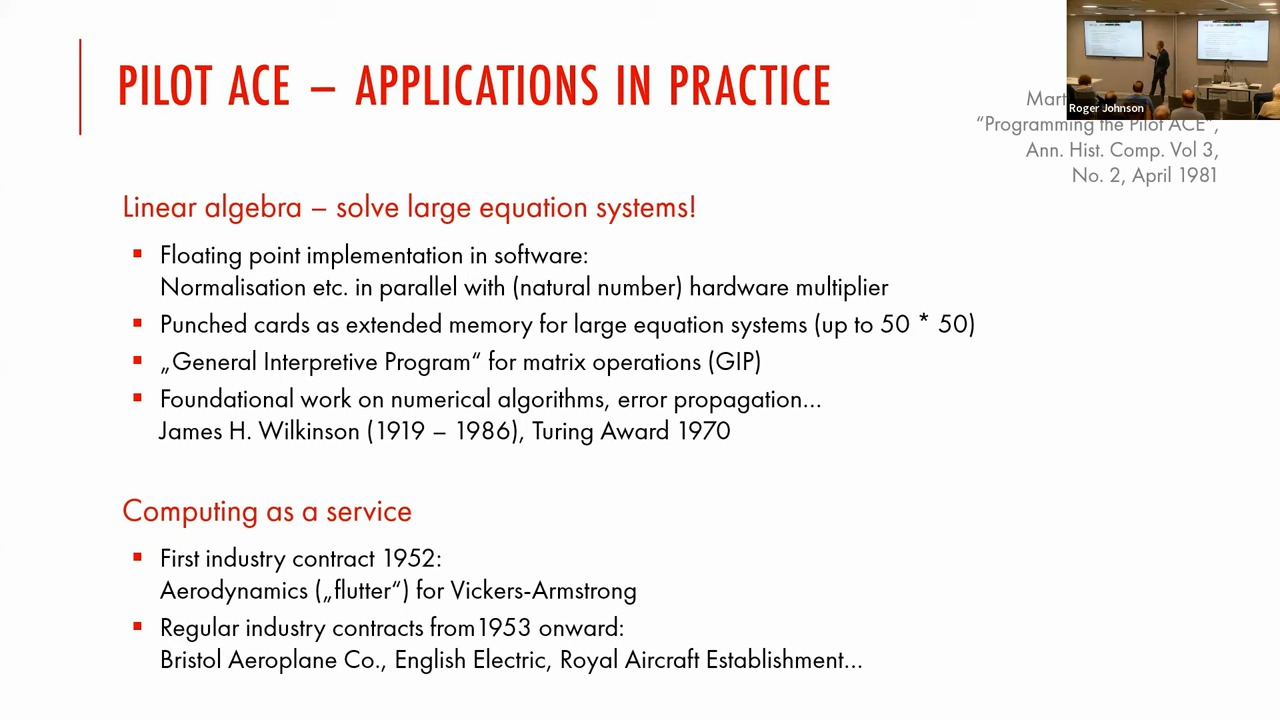 PILOT ACE – APPLICATIONS IN PRACTICE
Roger Johnson
“Programming the Pilot ACE”,
Ann. Hist. Comp. Vol 3,
No. 2, April 1981
Linear algebra – solve large equation systems!
▪ Floating point implementation in software:
Normalisation etc. in parallel with (natural number) hardware multiplier
▪ Punched cards as extended memory for large equation systems (up to 50 * 50)
▪ „General Interpretive Program“ for matrix operations (GIP)
▪ Foundational work on numerical algorithms, error propagation...
James H. Wilkinson (1919 – 1986), Turing Award 1970
Computing as a service
▪ First industry contract 1952:
Aerodynamics („flutter“) for Vickers-Armstrong
▪ Regular industry contracts from1953 onward:
Bristol Aeroplane Co., English Electric, Royal Aircraft Establishment...